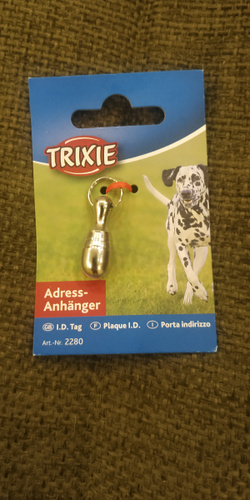 TRIXIE
Adress-
Anhänger
GB I.D. Tag F Plaque I.D. I Porta indirizzo
Art.-Nr. 2280